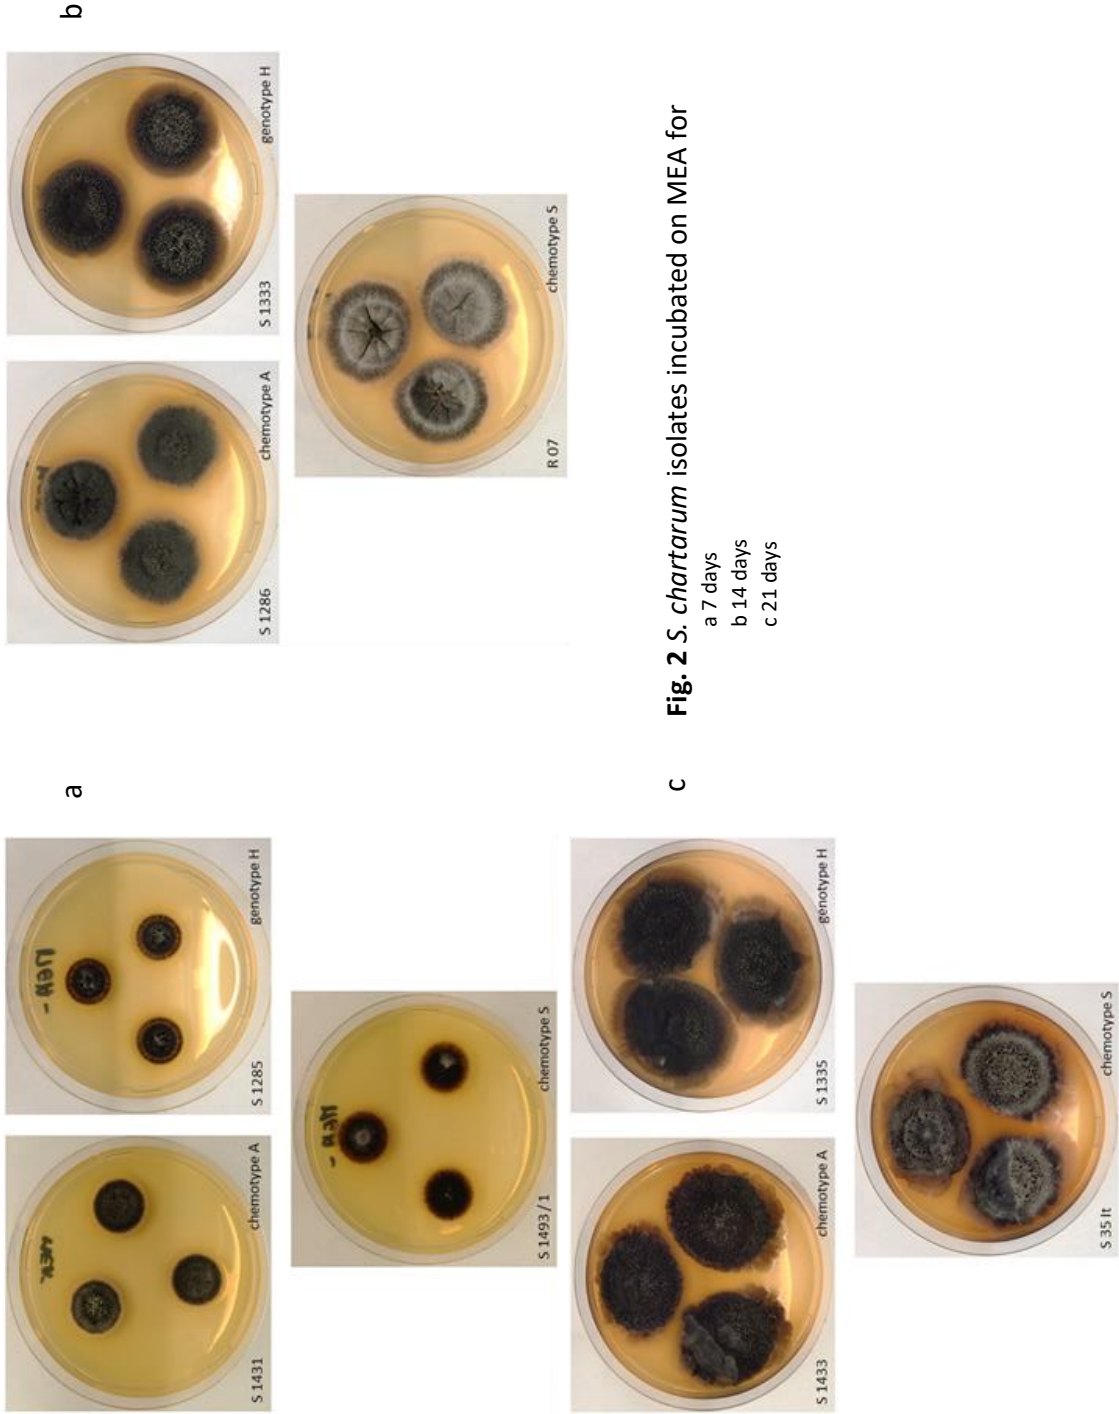 a
S 1431 chemotype A
S 1285 genotype H
S 1493/1 chemotype S
b
S 1286 chemotype A
S 1333 genotype H
R 07 chemotype S
c
S 1433 chemotype A
S 1335 genotype H
S 35 It chemotype S
Fig. 2 S. chartarum isolates incubated on MEA for
a 7 days
b 14 days
c 21 days